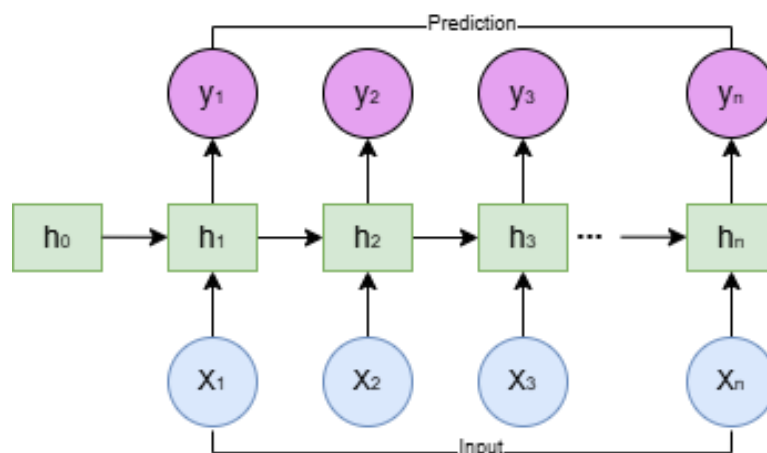 Prediction
y₁ y₂ y₃ yₙ
h₀ h₁ h₂ h₃ ... hₙ
X₁ X₂ X₃ Xₙ
Input